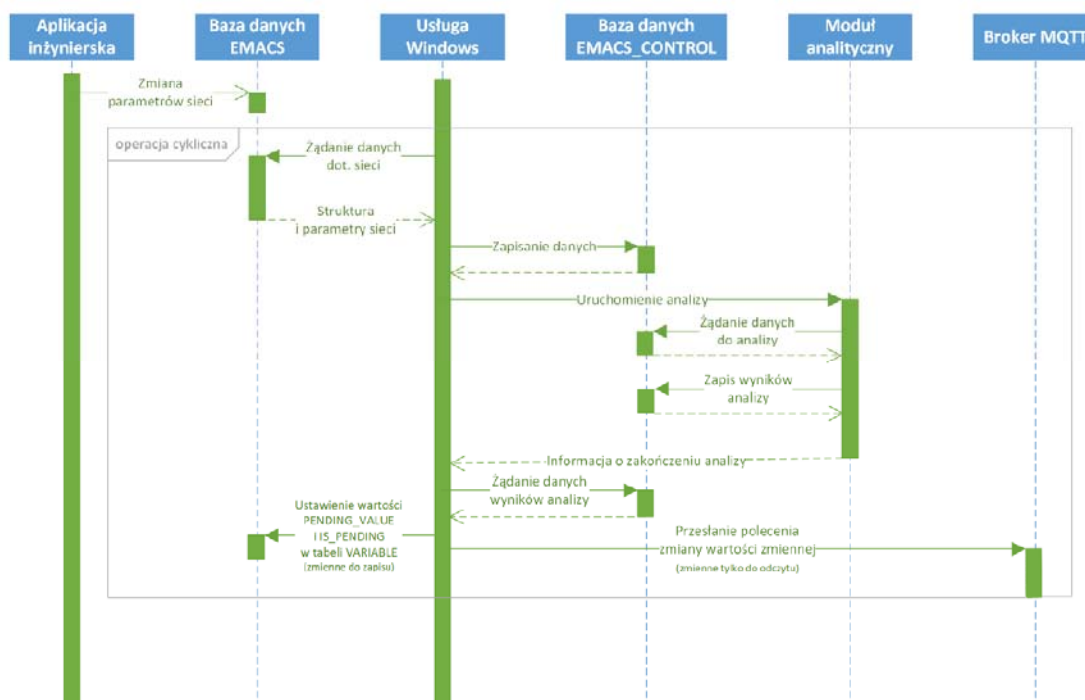 Aplikacja
inżynierska
Baza danych
EMACS
Usługa
Windows
Baza danych
EMACS_CONTROL
Moduł
analityczny
Broker MQTT
Zmiana
parametrów sieci
operacja cykliczna
Żądanie danych
dot. sieci
Struktura
i parametry sieci
Zapisanie danych
Uruchomienie analizy
Żądanie danych
do analizy
Zapis wyników
analizy
Informacja o zakończeniu analizy
Żądanie danych
wyników analizy
Ustawienie wartości
PENDING_VALUE
I IS_PENDING
w tabeli VARIABLE
(zmienne do zapisu)
Przesłanie polecenia
zmiany wartości zmiennej
(zmienne tylko do odczytu)